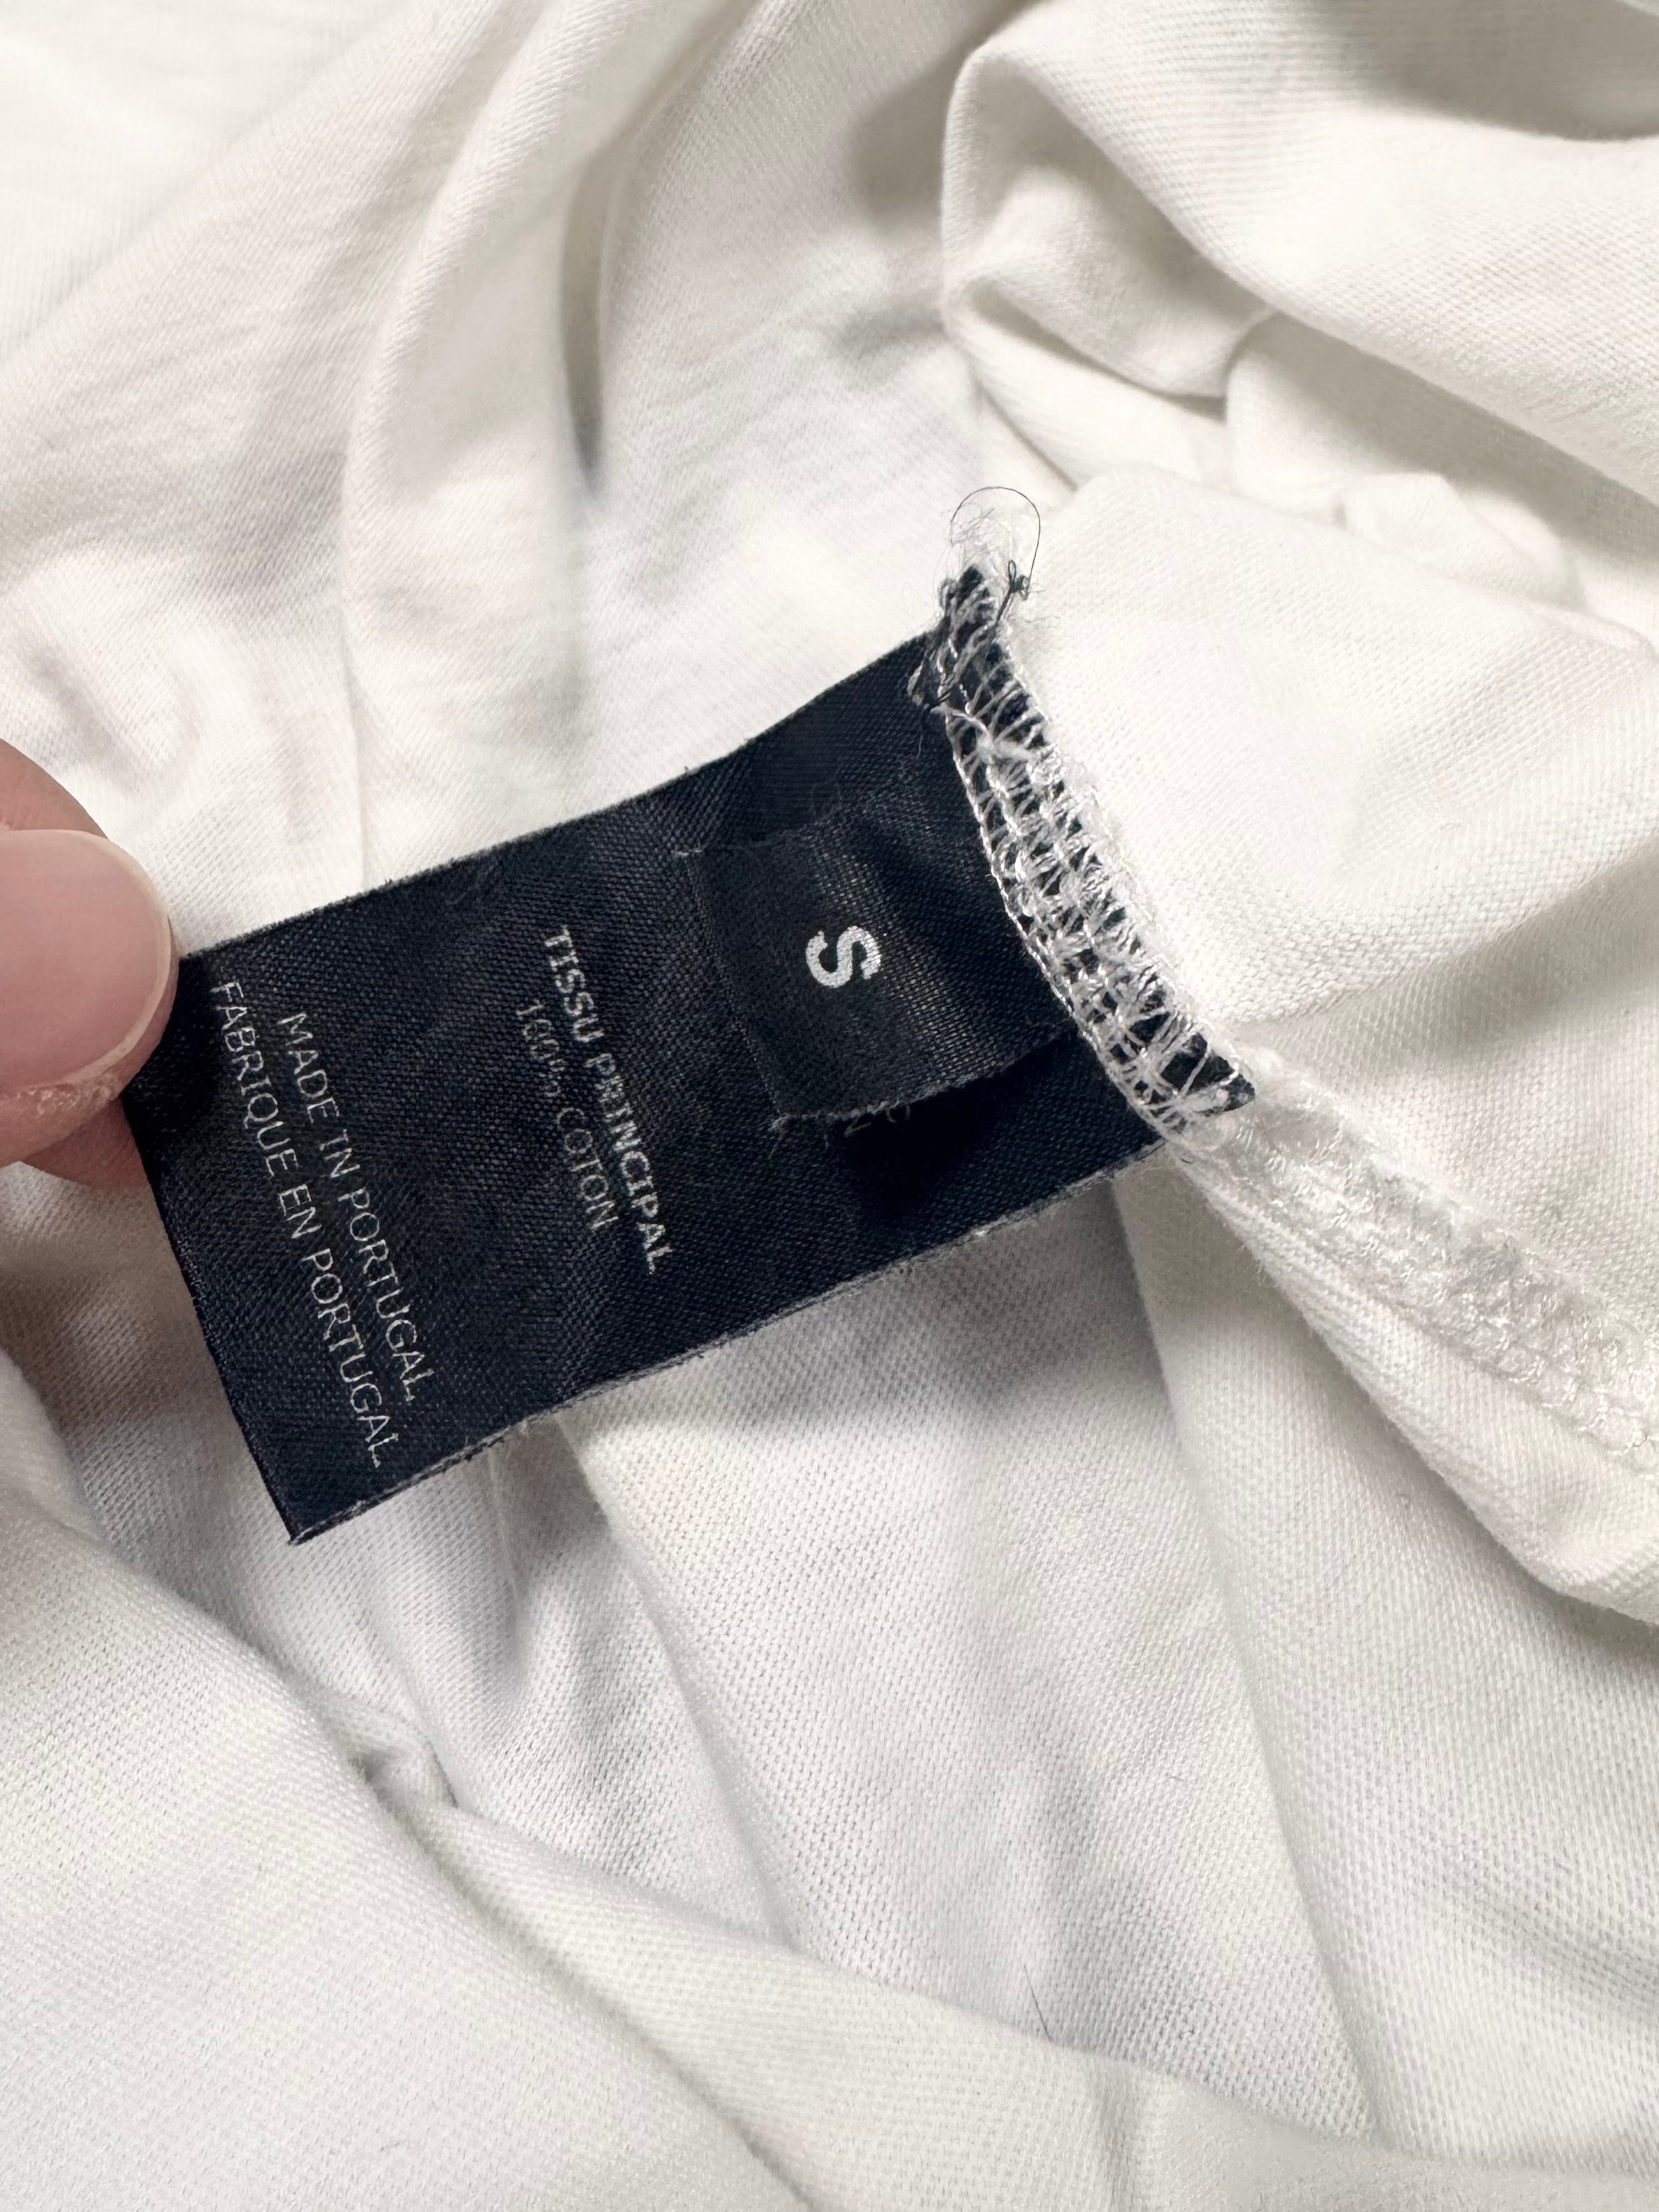 S
TISSU PRINCIPAL
100% COTON
MADE IN PORTUGAL
FABRIQUE EN PORTUGAL